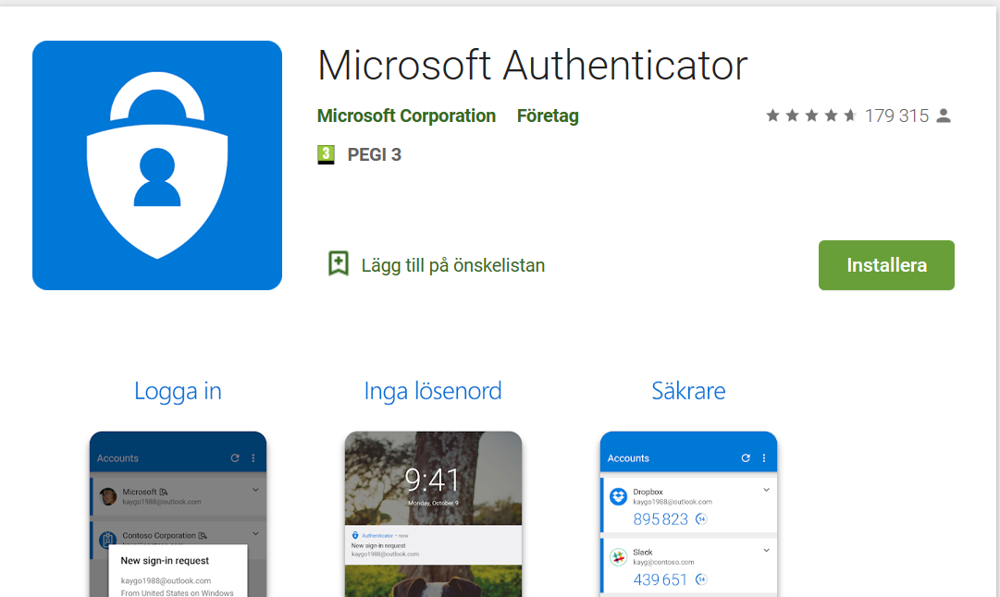 Microsoft Authenticator
Microsoft Corporation Företag 179 315
3 PEGI 3
Lägg till på önskelistan Installera
Logga in Inga lösenord Säkrare
Accounts
Microsoft
kaygo1988@outlook.com
Contoso Corporation
New sign-in request
kaygo1988@outlook.com
From United States on Windows
9:41
Monday, October 9
Authenticator • now
New sign-in request
kaygo1988@outlook.com
Accounts
Dropbox
kaygo1988@outlook.com
895 823 14
Slack
kayg@contoso.com
439 651 14